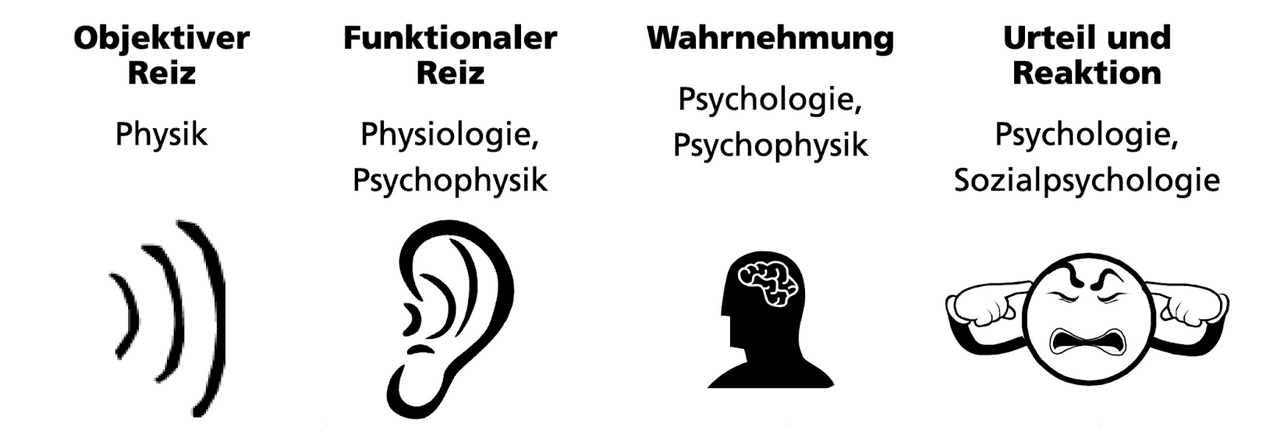 Objektiver
Reiz
Physik
Funktionaler
Reiz
Physiologie,
Psychophysik
Wahrnehmung
Psychologie,
Psychophysik
Urteil und
Reaktion
Psychologie,
Sozialpsychologie